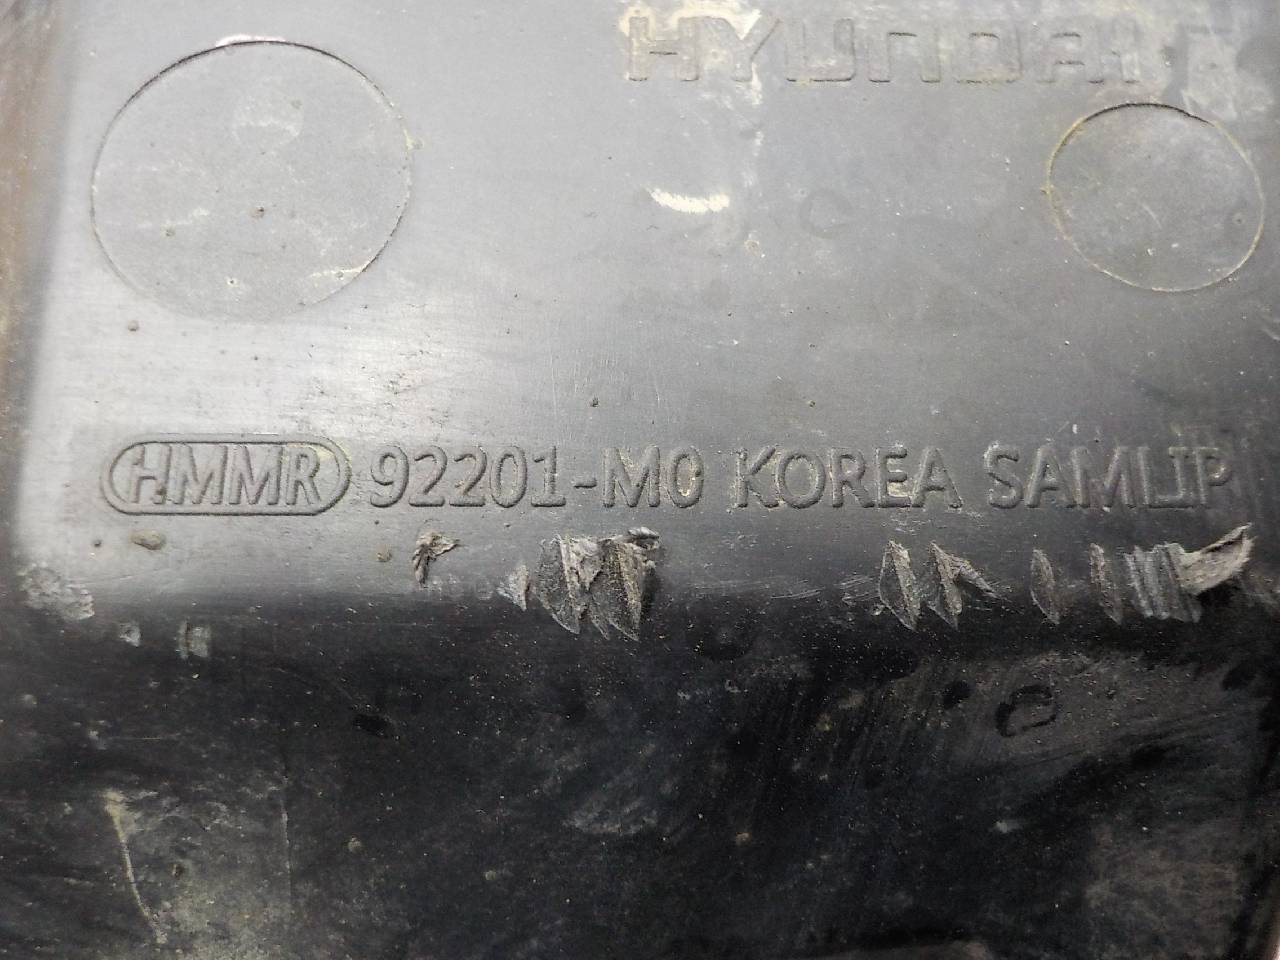 HYUNDAI
HMMR 92201-M0 KOREA SAMLIP